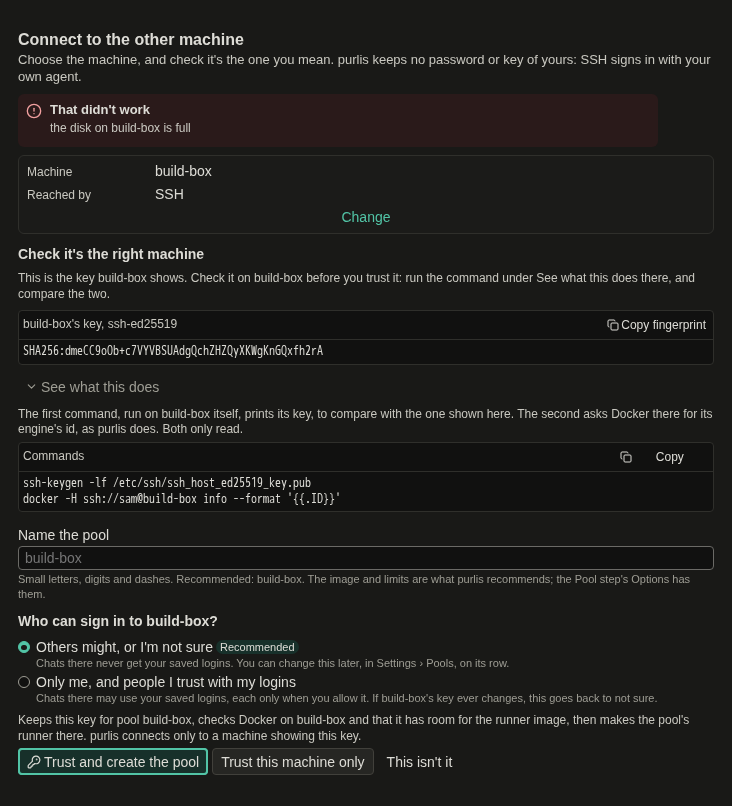 Connect to the other machine
Choose the machine, and check it's the one you mean. purlis keeps no password or key of yours: SSH signs in with your
own agent.
That didn't work
the disk on build-box is full
Machine build-box
Reached by SSH
Change
Check it's the right machine
This is the key build-box shows. Check it on build-box before you trust it: run the command under See what this does there, and
compare the two.
build-box's key, ssh-ed25519 Copy fingerprint
SHA256:dmeCC9oOb+c7VYVBSUAdgQchZHZQyXKWgKnGQxfh2rA
See what this does
The first command, run on build-box itself, prints its key, to compare with the one shown here. The second asks Docker there for its
engine's id, as purlis does. Both only read.
Commands Copy
ssh-keygen -lf /etc/ssh/ssh_host_ed25519_key.pub
docker -H ssh://sam@build-box info --format '{{.ID}}'
Name the pool
build-box
Small letters, digits and dashes. Recommended: build-box. The image and limits are what purlis recommends; the Pool step's Options has
them.
Who can sign in to build-box?
Others might, or I'm not sure Recommended
Chats there never get your saved logins. You can change this later, in Settings › Pools, on its row.
Only me, and people I trust with my logins
Chats there may use your saved logins, each only when you allow it. If build-box's key ever changes, this goes back to not sure.
Keeps this key for pool build-box, checks Docker on build-box and that it has room for the runner image, then makes the pool's
runner there. purlis connects only to a machine showing this key.
Trust and create the pool Trust this machine only This isn't it